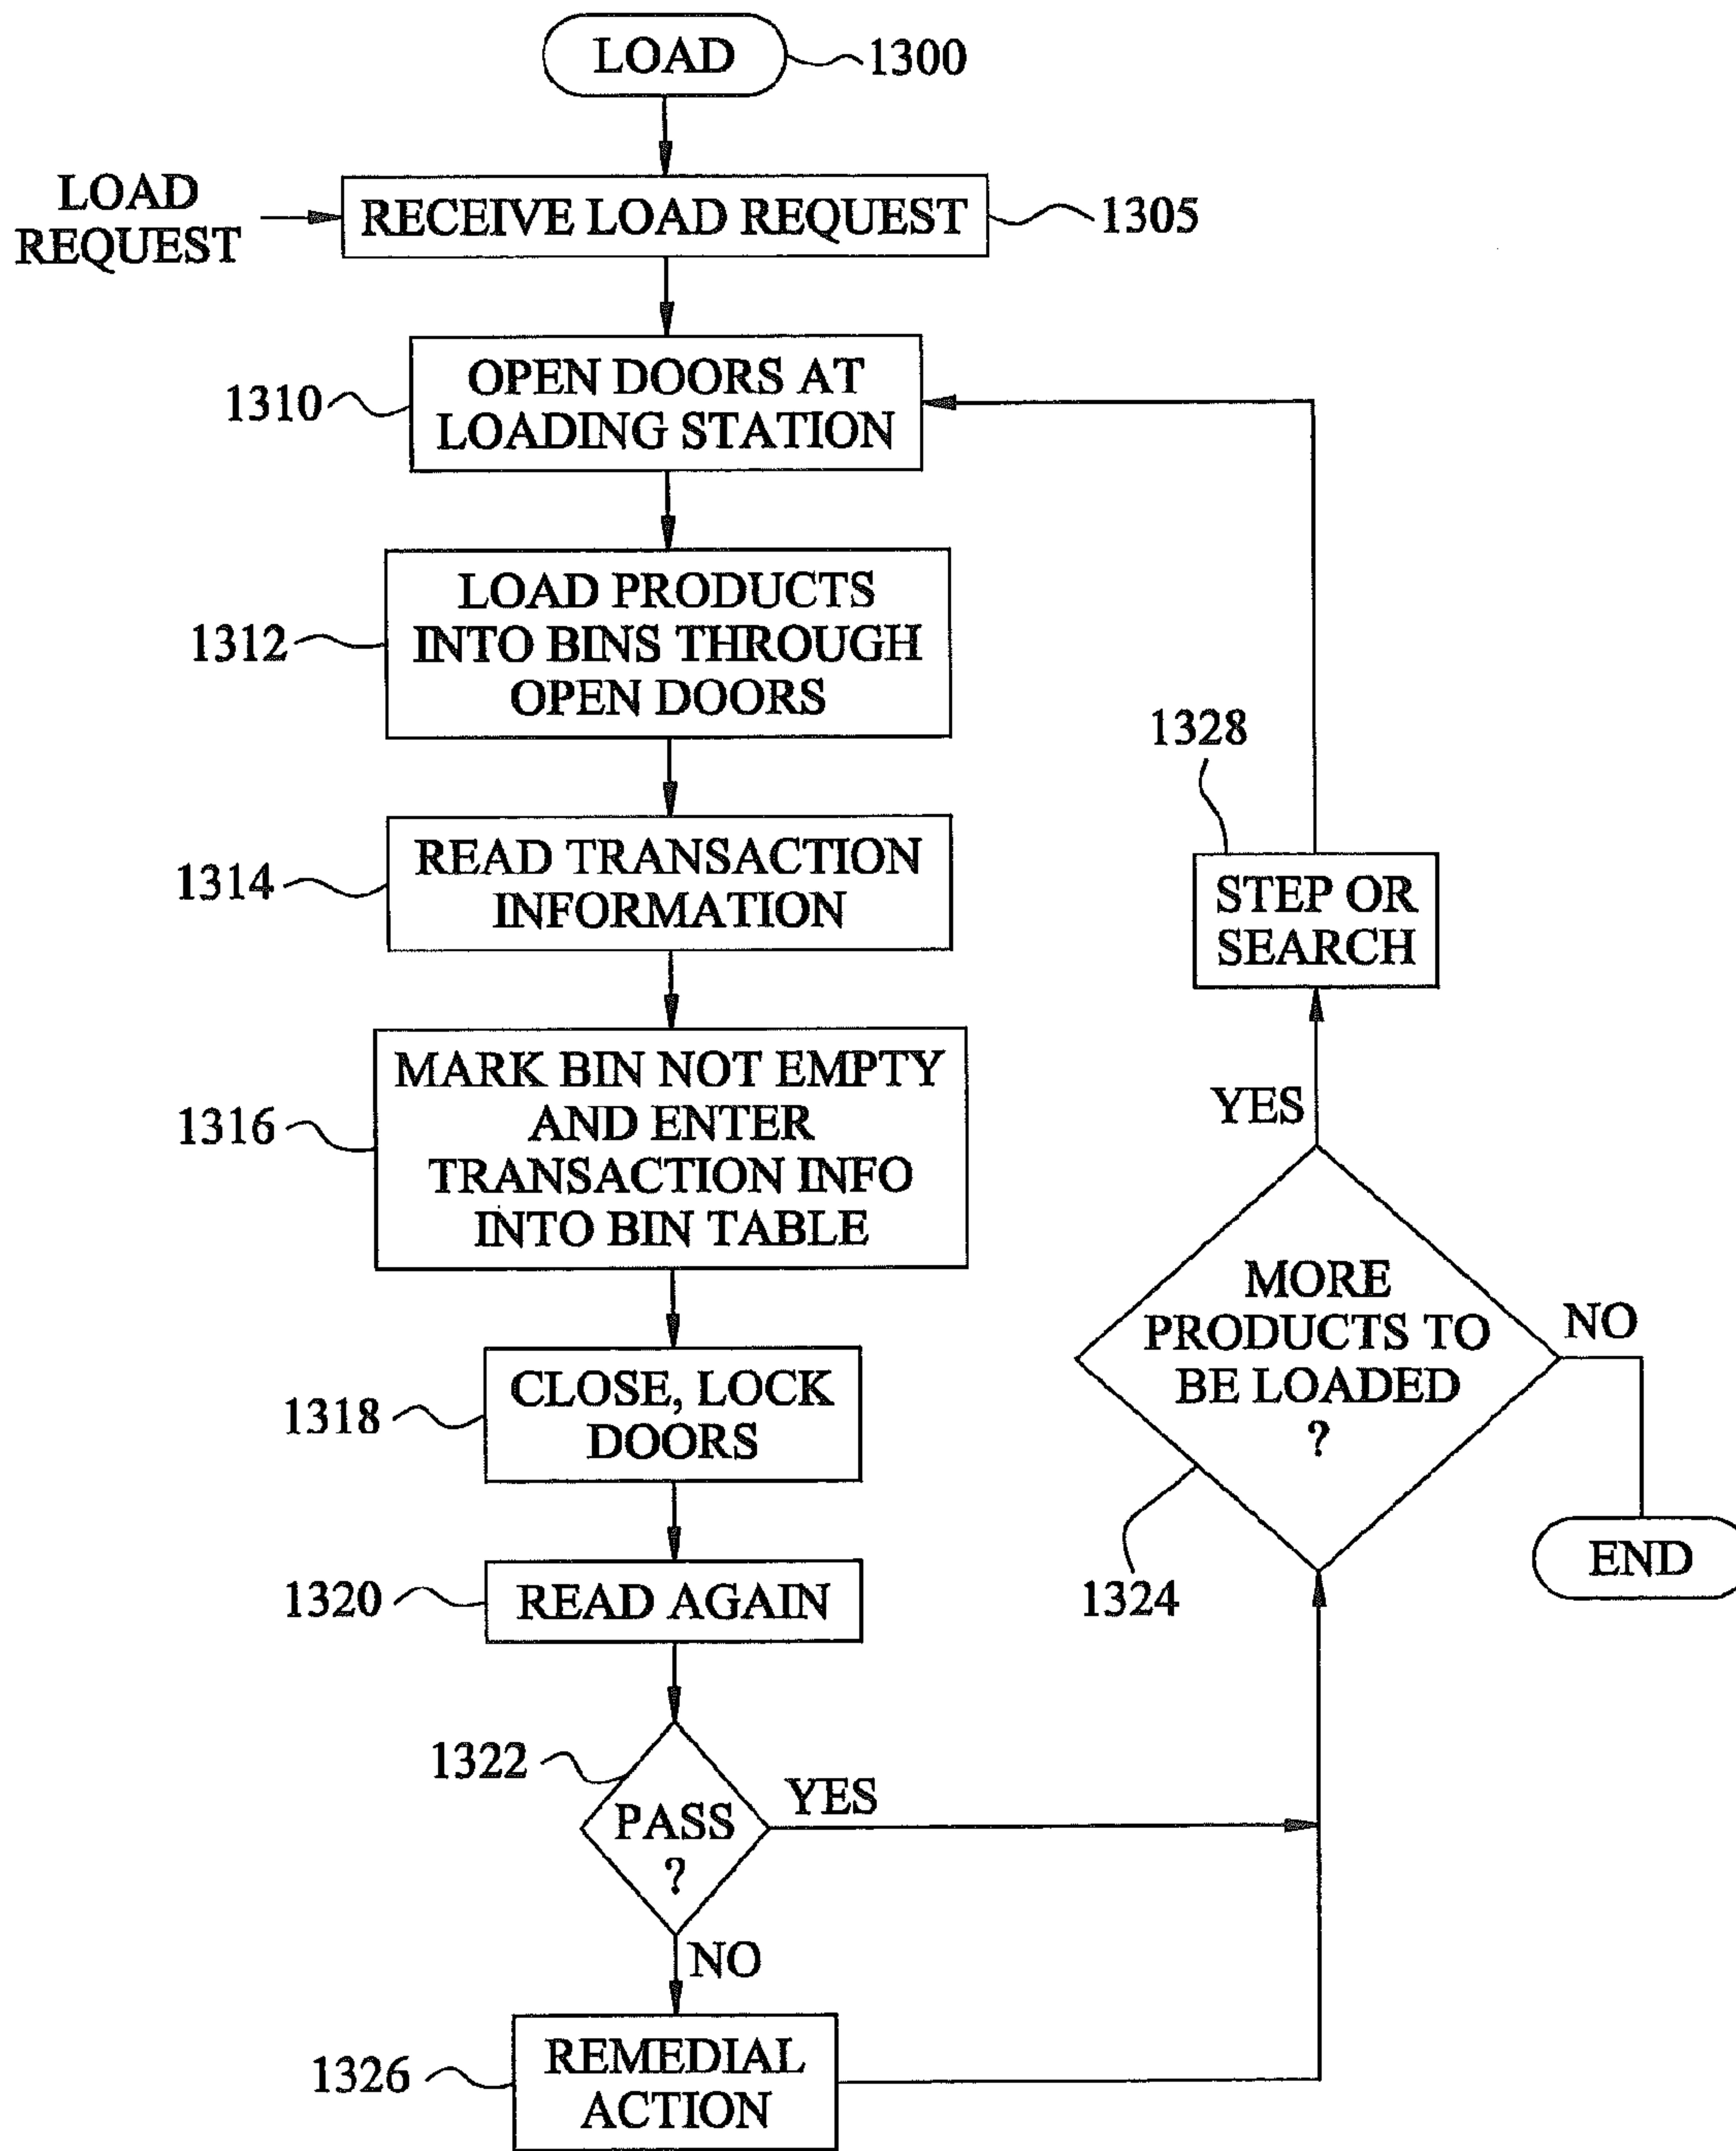 LOAD
1300
LOAD
REQUEST
RECEIVE LOAD REQUEST
1305
1310
OPEN DOORS AT
LOADING STATION
1312
LOAD PRODUCTS
INTO BINS THROUGH
OPEN DOORS
1314
READ TRANSACTION
INFORMATION
1316
MARK BIN NOT EMPTY
AND ENTER
TRANSACTION INFO
INTO BIN TABLE
1318
CLOSE, LOCK
DOORS
1320
READ AGAIN
1322
PASS
?
YES
NO
1326
REMEDIAL
ACTION
1328
STEP OR
SEARCH
YES
MORE
PRODUCTS TO
BE LOADED
?
NO
1324
END